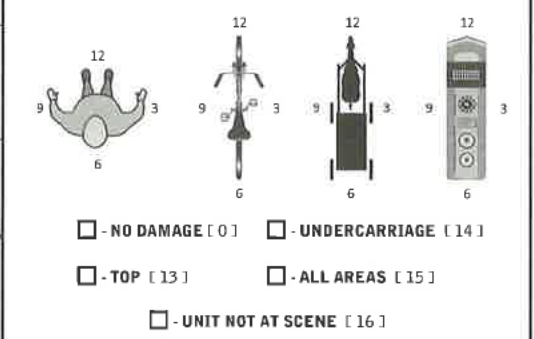 12 12 12
12
9 3 9 3 9 3 9 3
6
6 6 6
☐ - NO DAMAGE [ 0 ] ☐ - UNDERCARRIAGE [ 14 ]
☐ - TOP [ 13 ] ☐ - ALL AREAS [ 15 ]
☐ - UNIT NOT AT SCENE [ 16 ]